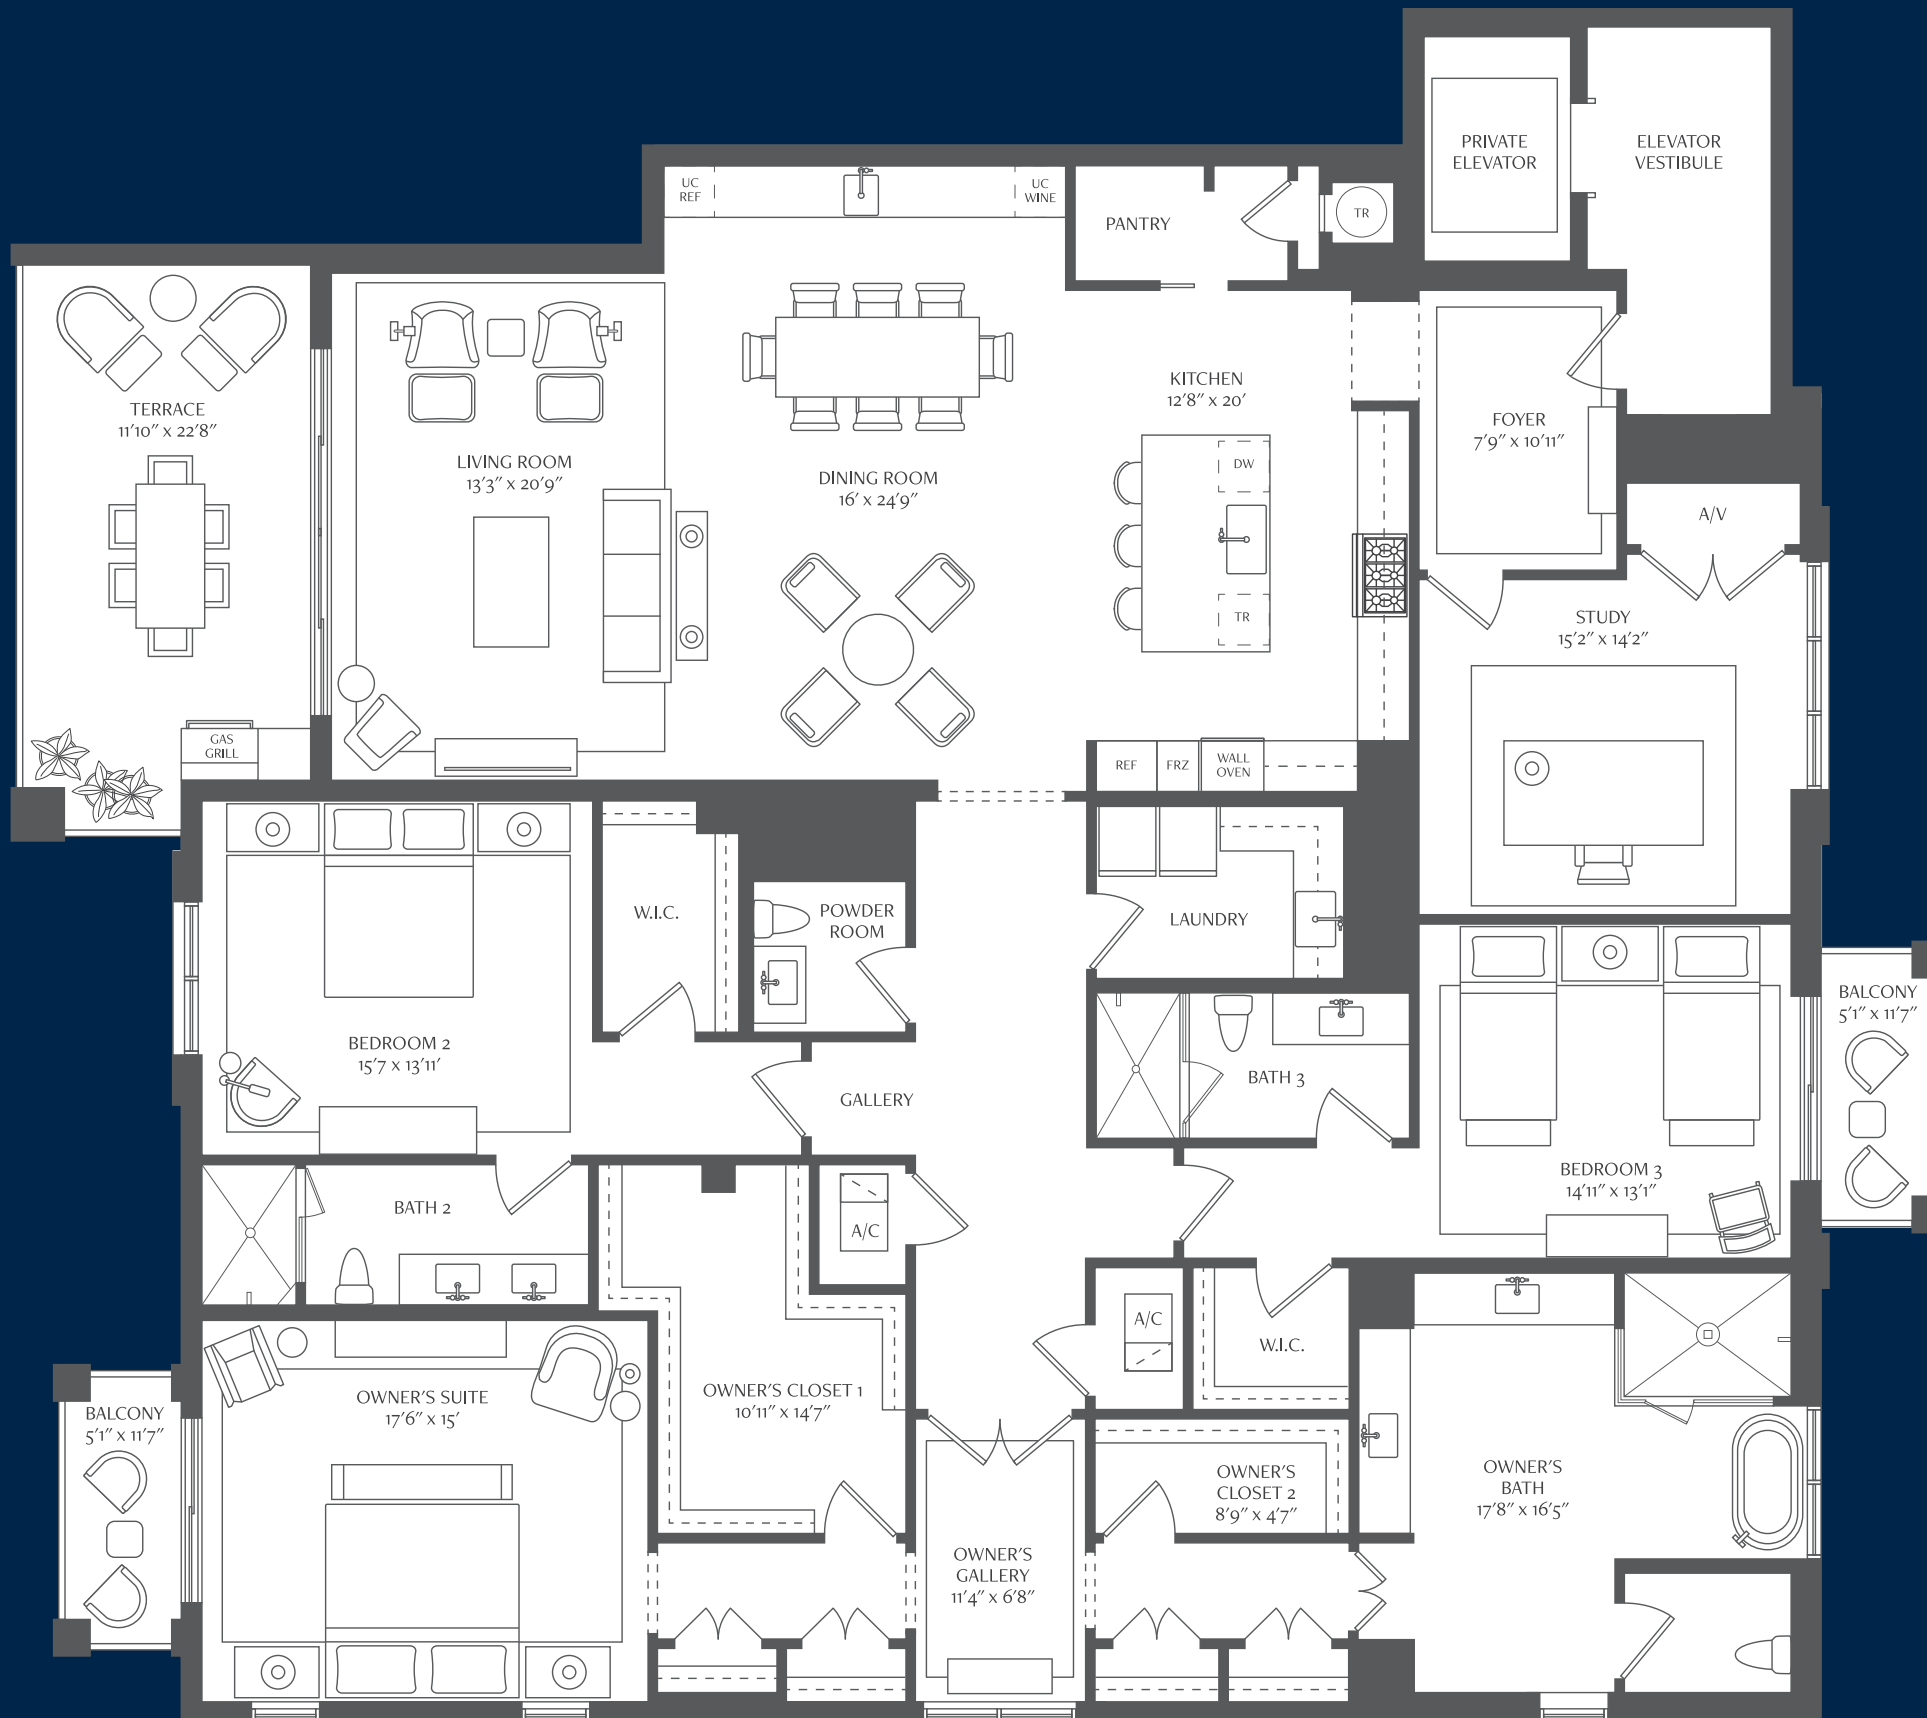 PRIVATE
ELEVATOR
ELEVATOR
VESTIBULE
UC
REF
UC
WINE
PANTRY
TR
TERRACE
11'10" x 22'8"
LIVING ROOM
13'3" x 20'9"
DINING ROOM
16' x 24'9"
KITCHEN
12'8" x 20'
FOYER
7'9" x 10'11"
DW
TR
A/V
STUDY
15'2" x 14'2"
GAS
GRILL
REF
FRZ
WALL
OVEN
W.I.C.
POWDER
ROOM
LAUNDRY
BEDROOM 2
15'7 x 13'11'
GALLERY
BATH 3
BALCONY
5'1" x 11'7"
BEDROOM 3
14'11" x 13'1"
BATH 2
A/C
A/C
W.I.C.
OWNER'S SUITE
17'6" x 15'
OWNER'S CLOSET 1
10'11" x 14'7"
BALCONY
5'1" x 11'7"
OWNER'S
CLOSET 2
8'9" x 4'7"
OWNER'S
BATH
17'8" x 16'5"
OWNER'S
GALLERY
11'4" x 6'8"